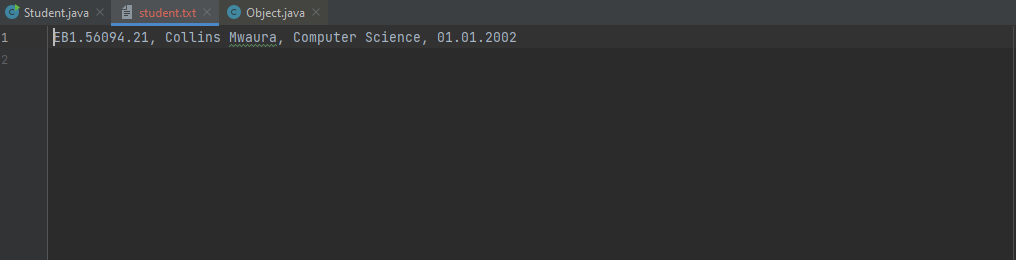 Student.java student.txt Object.java
1 EB1.56094.21, Collins Mwaura, Computer Science, 01.01.2002
2